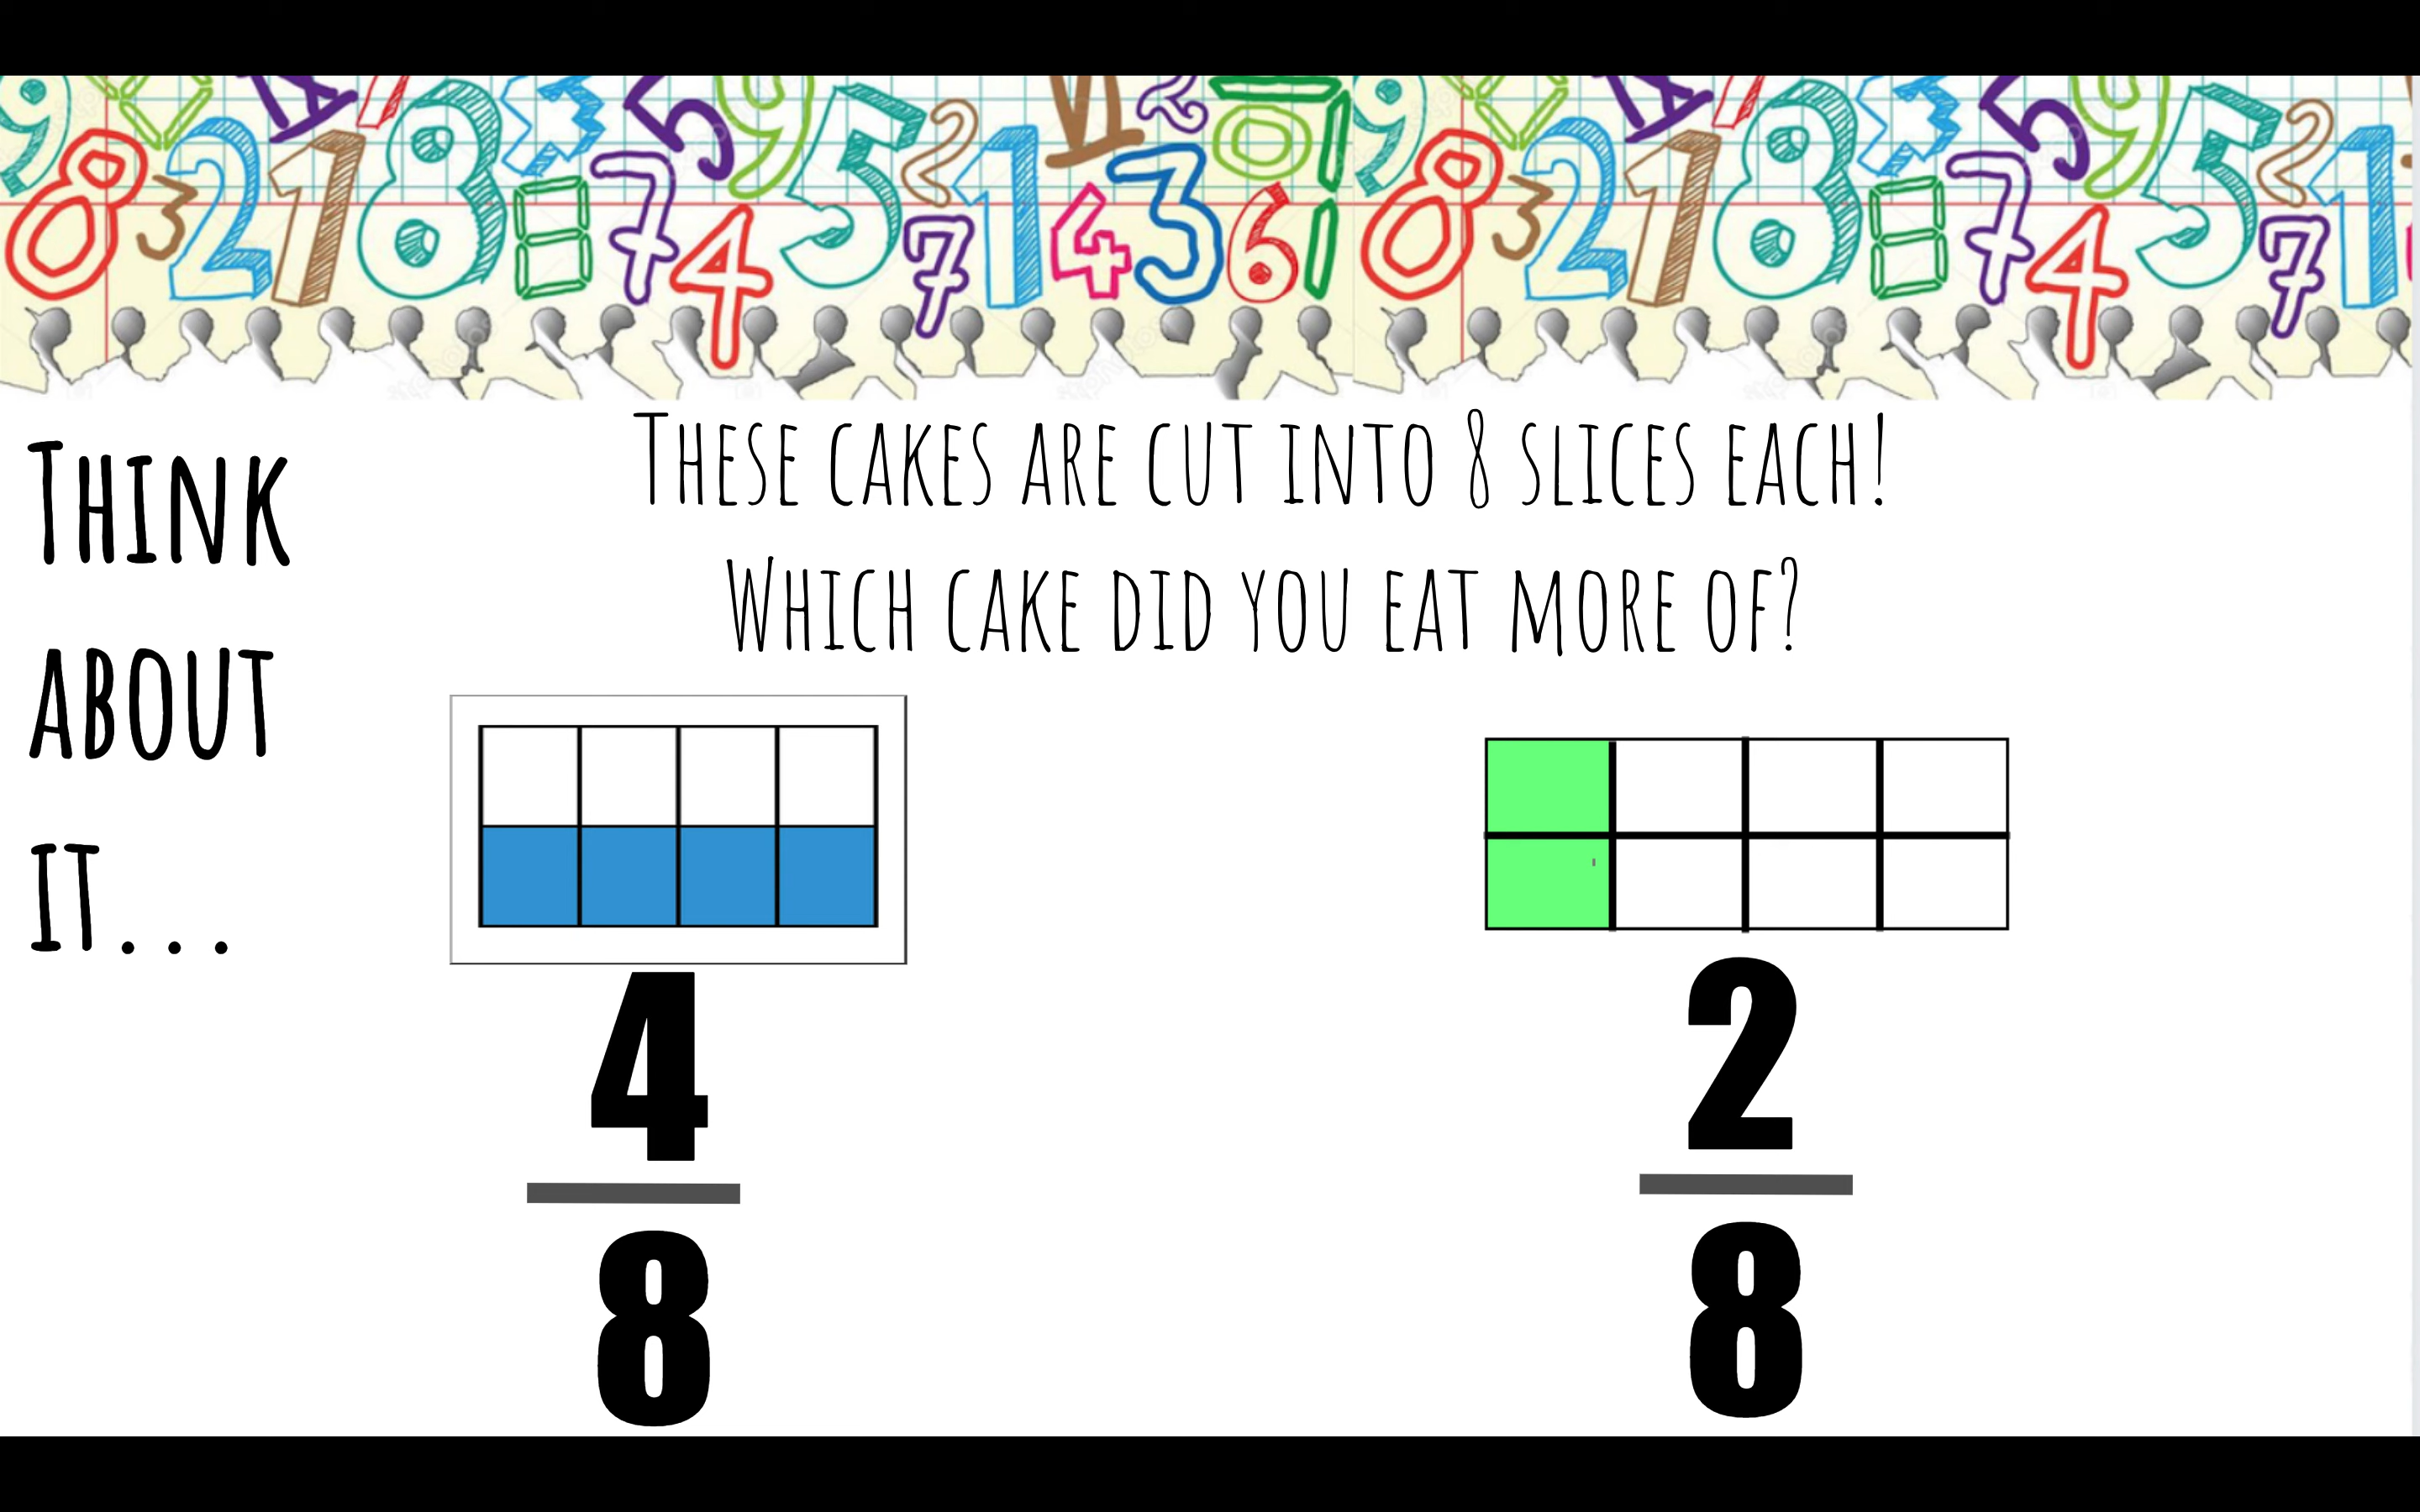 These cakes are cut into 8 slices each!
Which cake did you eat more of?
Think
about
it...
4
8
2
8